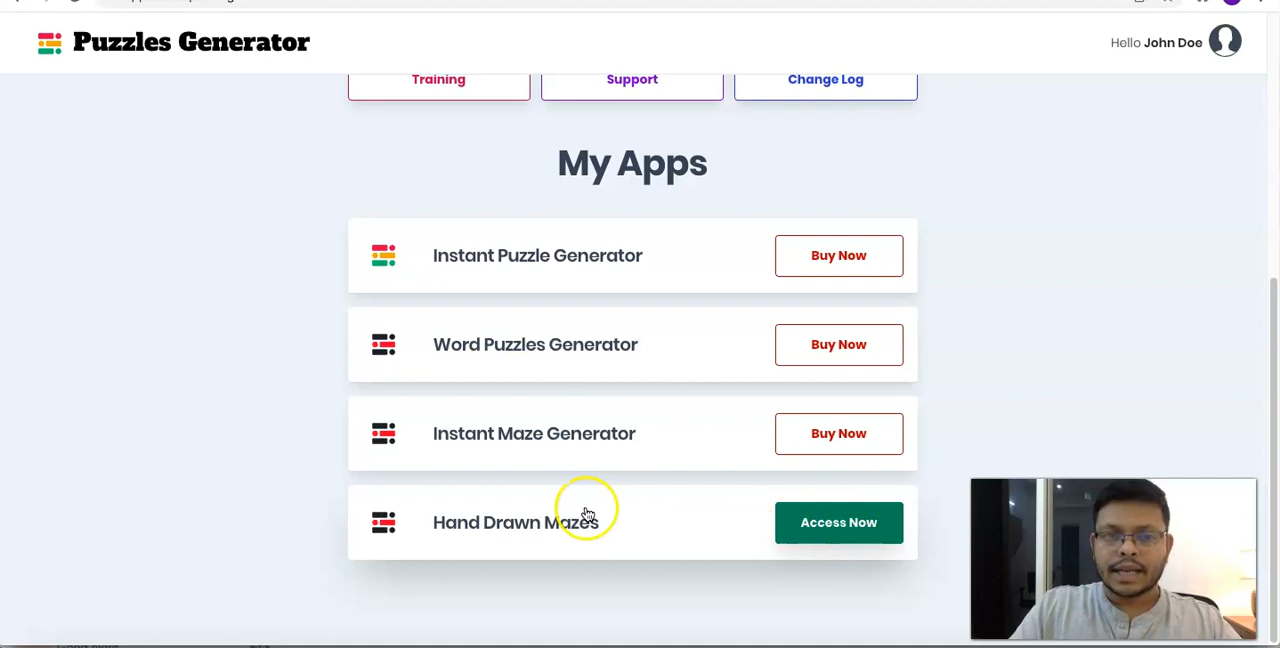 Puzzles Generator
Hello John Doe
Training
Support
Change Log
My Apps
Instant Puzzle Generator
Buy Now
Word Puzzles Generator
Buy Now
Instant Maze Generator
Buy Now
Hand Drawn Mazes
Access Now